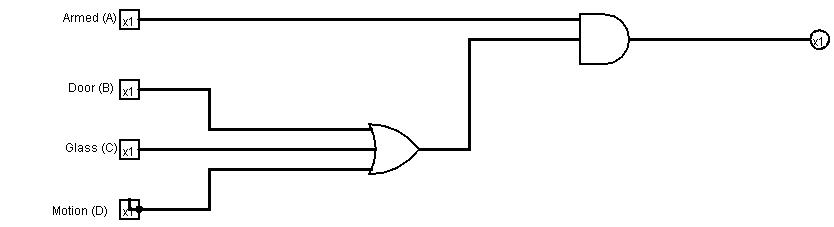 Armed (A) x1
x1
Door (B) x1
Glass (C) x1
Motion (D) x1